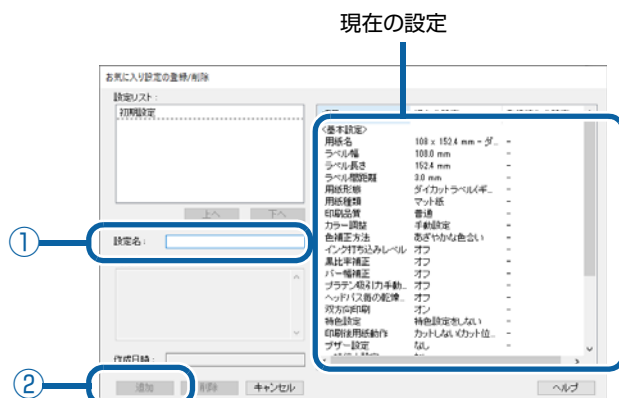 現在の設定
お気に入り設定の登録/削除
設定リスト:
初期設定
<基本設定>
用紙名 108 x 152.4 mm - ダ... -
ラベル幅 108.0 mm -
ラベル長さ 152.4 mm -
ラベル間距離 3.0 mm -
用紙形態 ダイカットラベル(ギ... -
用紙種類 マット紙 -
印刷品質 普通 -
上へ 下へ
カラー調整 手動設定 -
① 設定名:
色補正方法 あざやかな色合い -
インク打ち込みレベル オフ -
黒比率補正 オフ -
バー幅補正 オフ -
プラテン吸引力手動... オフ -
ヘッドパス毎の乾燥... オフ -
双方向印刷 オン -
特色設定 特色設定をしない -
印刷後用紙動作 カットしない(カット位... -
ブザー設定 なし -
作成日時:
② 追加 削除 キャンセル ヘルプ